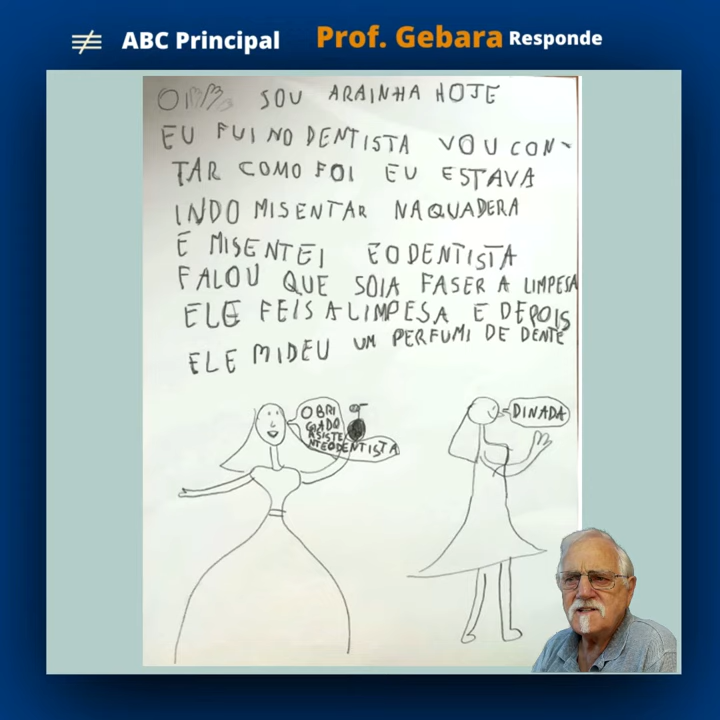 ABC Principal
Prof. Gebara Responde
OI SOU ARAINHA HOJE
EU FUI NO DENTISTA VOU CON-
TAR COMO FOI EU ESTAVA
INDO MISENTAR NAQUADERA
E MISENTEI EODENTISTA
FALOU QUE SOIA FASER A LIMPESA
ELE FEIS ALIMPESA E DEPOIS
ELE MIDEU UM PERFUMI DE DENTE
OBRI
GADO
ASISTE
NTEODENTISTA
DINADA